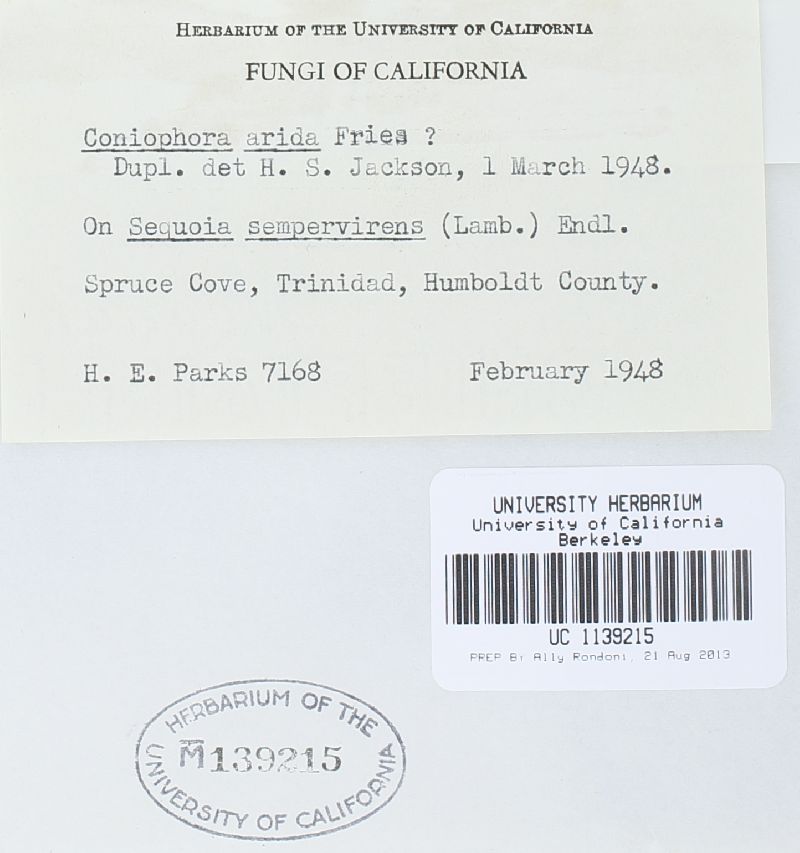 HERBARIUM OF THE UNIVERSITY OF CALIFORNIA
FUNGI OF CALIFORNIA
Coniophora arida Fries ?
Dupl. det H. S. Jackson, 1 March 1948.
On Sequoia sempervirens (Lamb.) Endl.
Spruce Cove, Trinidad, Humboldt County.
H. E. Parks 7168 February 1948
UNIVERSITY HERBARIUM
University of California
Berkeley
UC 1139215
PREP BY Ally Rondoni, 21 Aug 2013
HERBARIUM OF THE
M̅139215
UNIVERSITY OF CALIFORNIA